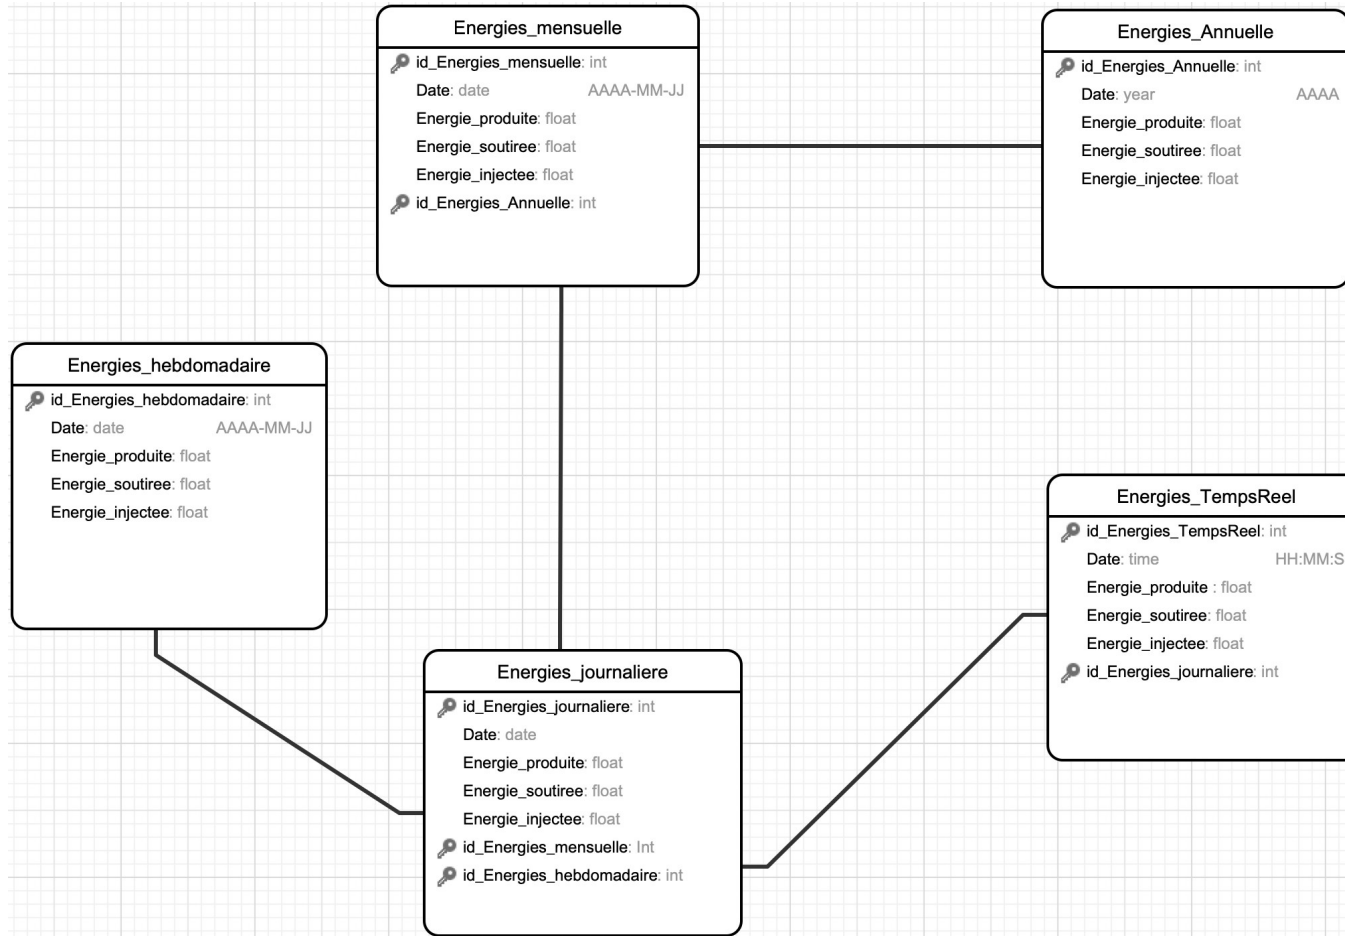 Energies_mensuelle
id_Energies_mensuelle: int
Date: date AAAA-MM-JJ
Energie_produite: float
Energie_soutiree: float
Energie_injectee: float
id_Energies_Annuelle: int
Energies_Annuelle
id_Energies_Annuelle: int
Date: year AAAA
Energie_produite: float
Energie_soutiree: float
Energie_injectee: float
Energies_hebdomadaire
id_Energies_hebdomadaire: int
Date: date AAAA-MM-JJ
Energie_produite: float
Energie_soutiree: float
Energie_injectee: float
Energies_TempsReel
id_Energies_TempsReel: int
Date: time HH:MM:S
Energie_produite : float
Energie_soutiree: float
Energie_injectee: float
id_Energies_journaliere: int
Energies_journaliere
id_Energies_journaliere: int
Date: date
Energie_produite: float
Energie_soutiree: float
Energie_injectee: float
id_Energies_mensuelle: Int
id_Energies_hebdomadaire: int